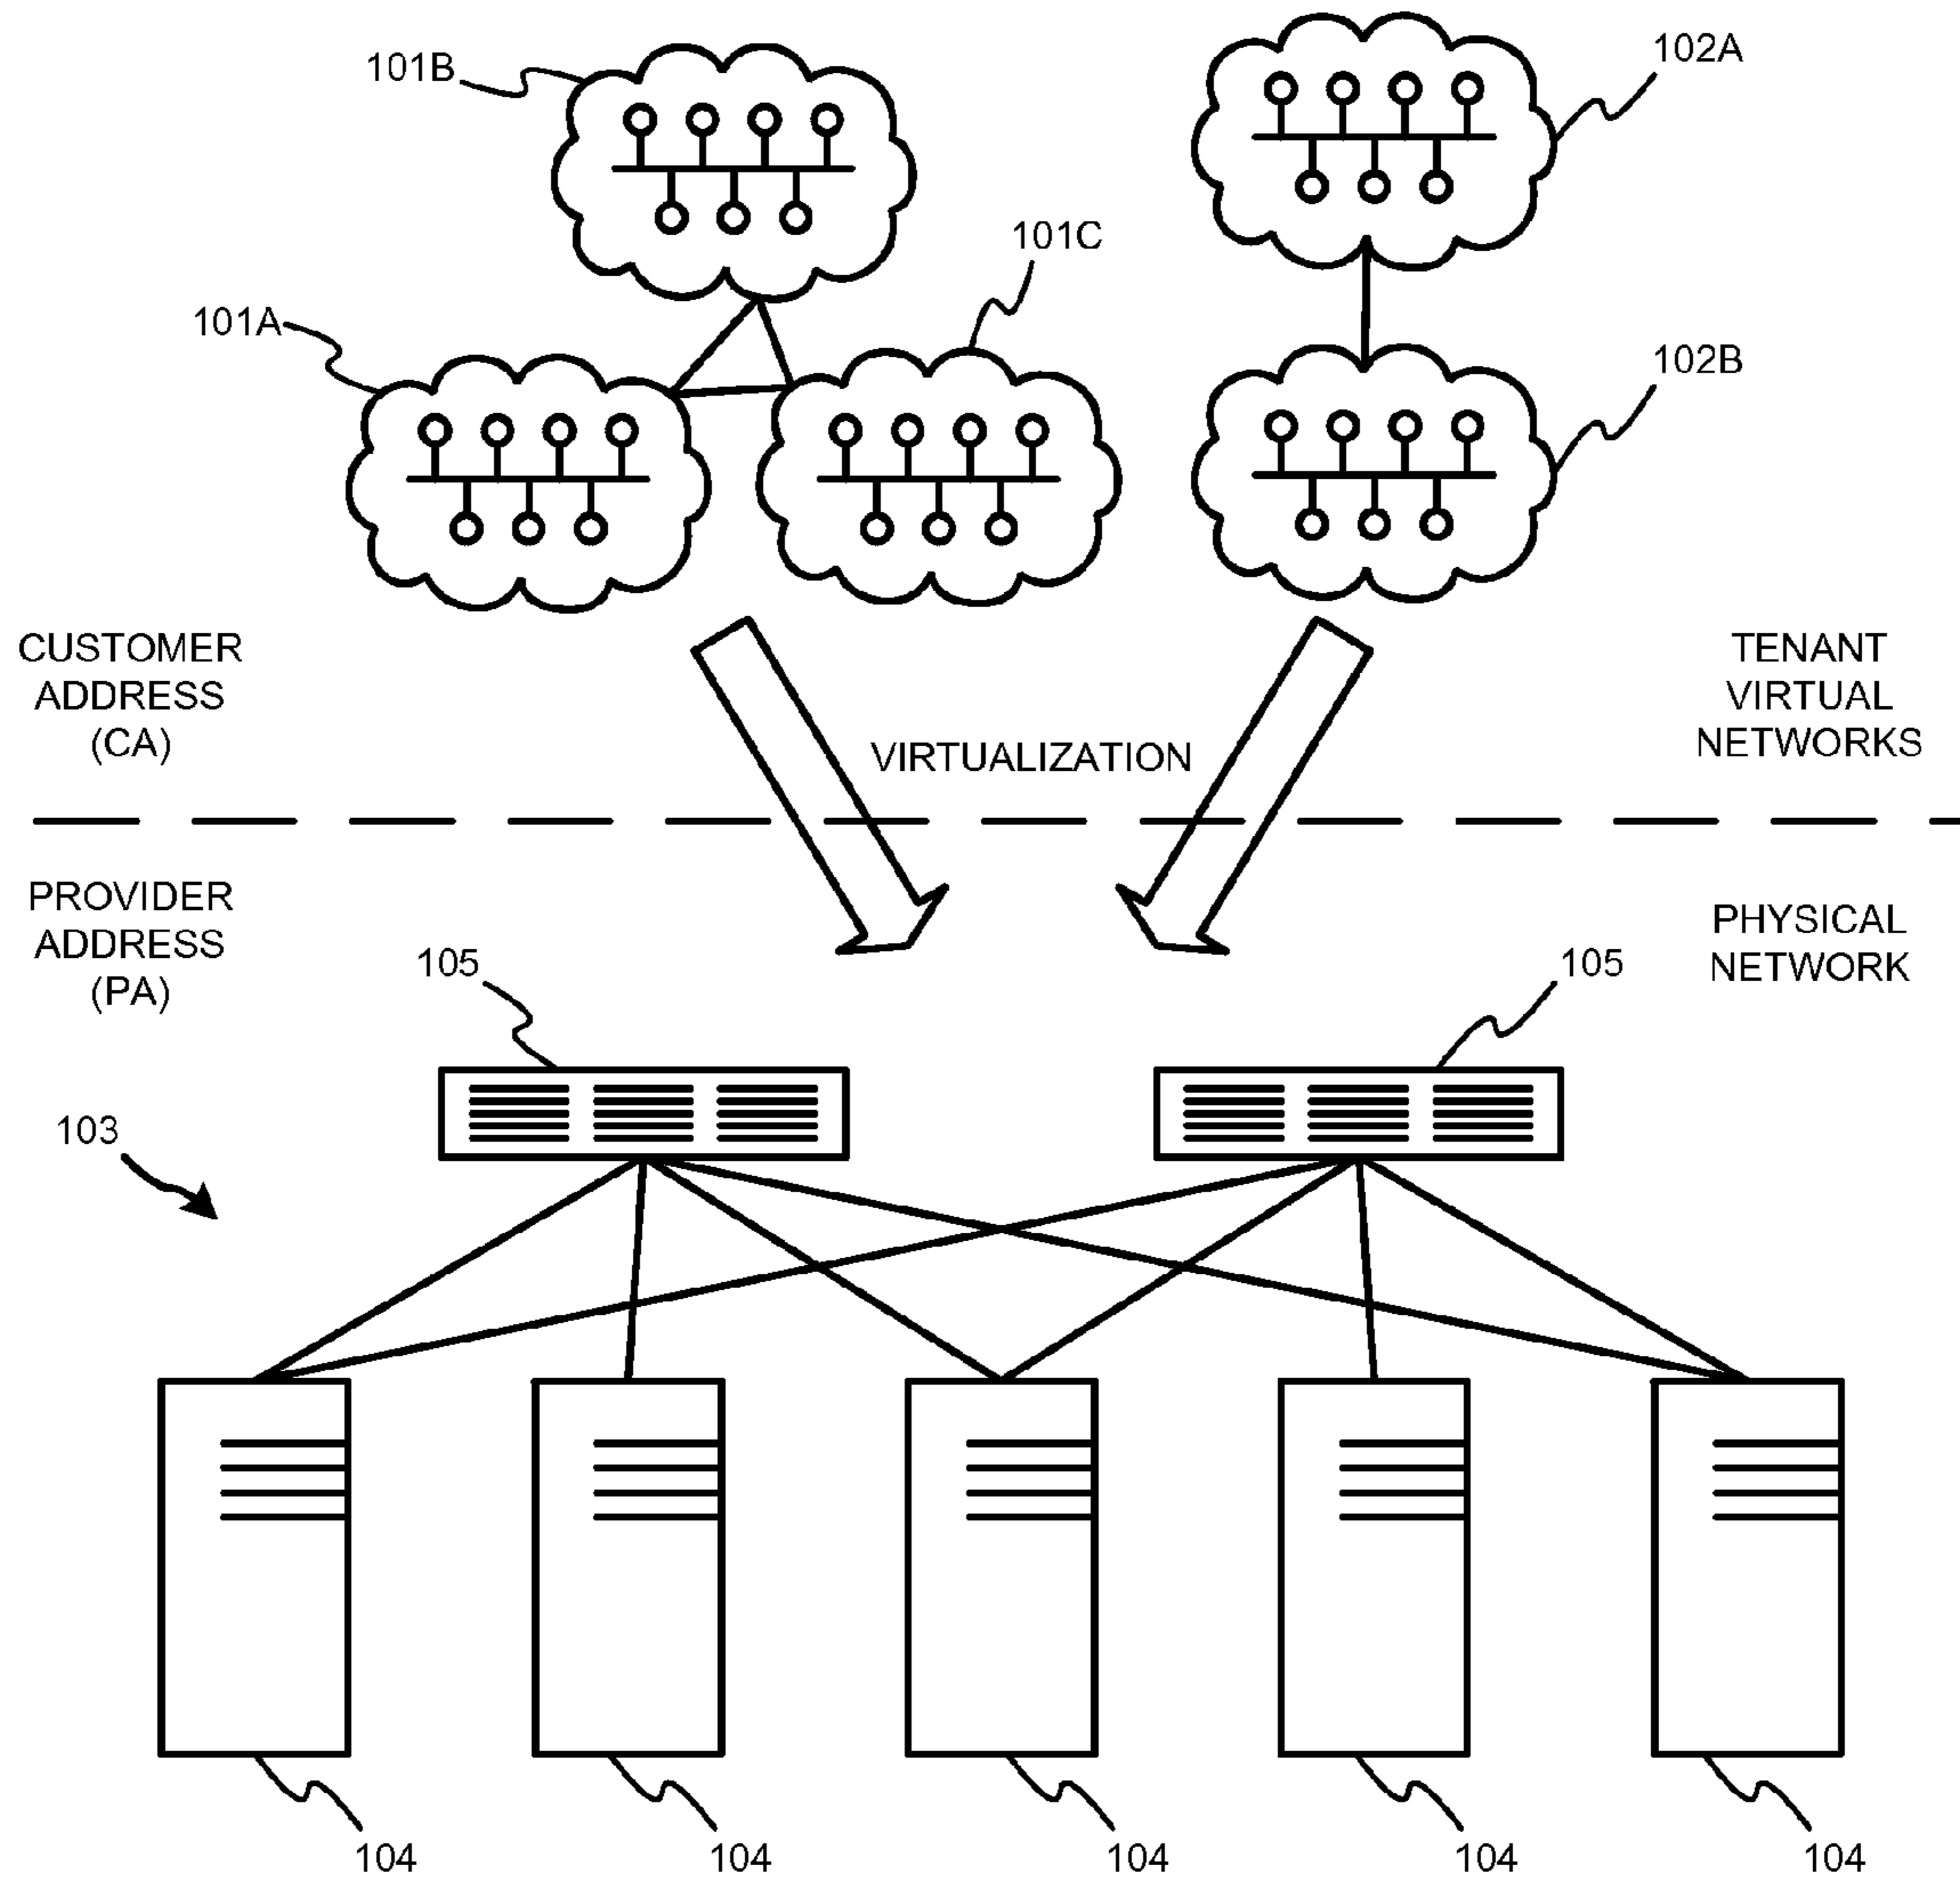 102A
101B
101C
101A
102B
CUSTOMER
ADDRESS
(CA)
TENANT
VIRTUAL
NETWORKS
VIRTUALIZATION
PROVIDER
ADDRESS
(PA)
PHYSICAL
NETWORK
105
105
103
104
104
104
104
104